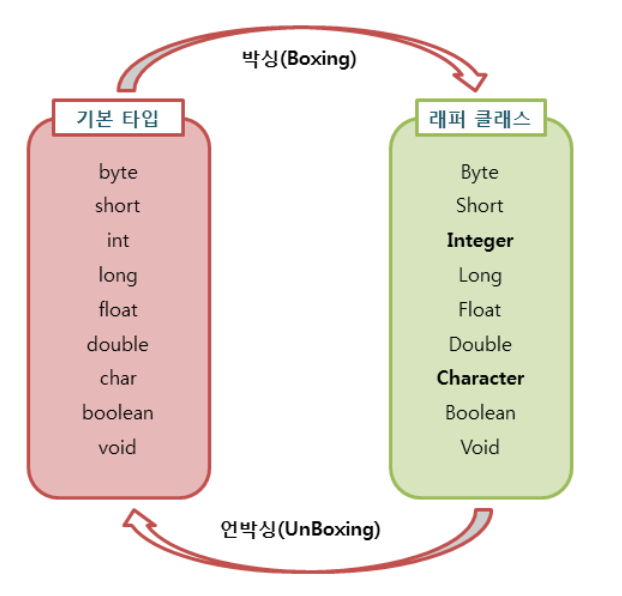 박싱(Boxing)
기본 타입
byte
short
int
long
float
double
char
boolean
void
래퍼 클래스
Byte
Short
Integer
Long
Float
Double
Character
Boolean
Void
언박싱(UnBoxing)